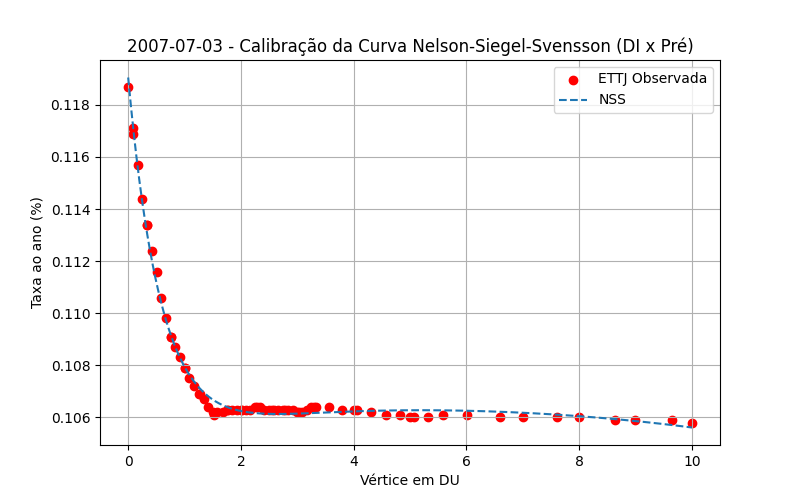 2007-07-03 - Calibração da Curva Nelson-Siegel-Svensson (DI x Pré)
ETTJ Observada
NSS
Taxa ao ano (%)
0.118
0.116
0.114
0.112
0.110
0.108
0.106
0 2 4 6 8 10
Vértice em DU